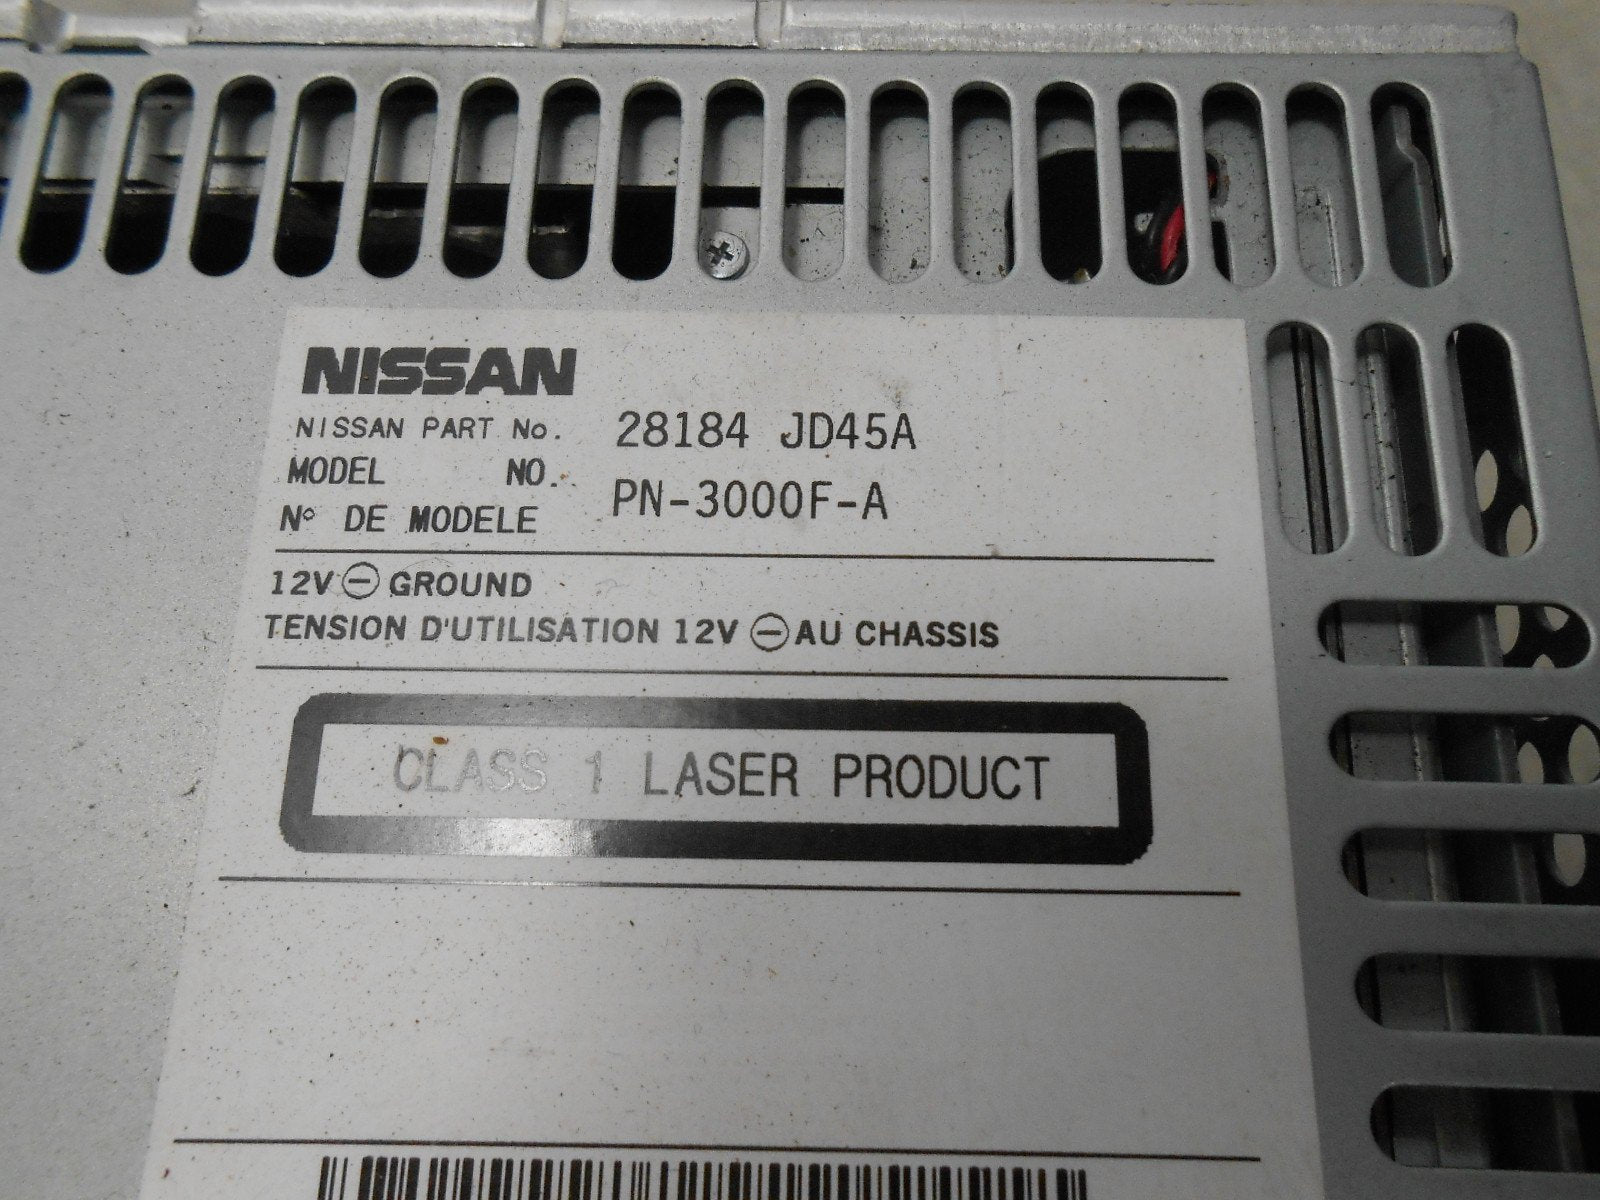 NISSAN
NISSAN PART No. 28184 JD45A
MODEL NO. PN-3000F-A
N° DE MODELE
12V ⊖ GROUND
TENSION D'UTILISATION 12V ⊖ AU CHASSIS
CLASS 1 LASER PRODUCT